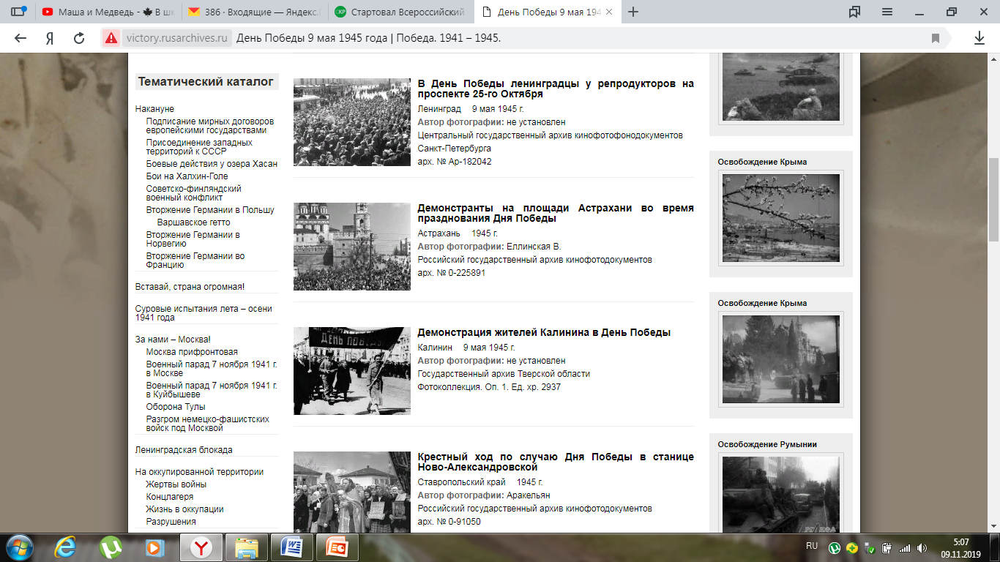 Маша и Медведь - 🍁 В шк
386 · Входящие — Яндекс.
Стартовал Всероссийский
День Победы 9 мая 194
victory.rusarchives.ru
День Победы 9 мая 1945 года | Победа. 1941 – 1945.
Тематический каталог
Накануне
Подписание мирных договоров
европейскими государствами
Присоединение западных
территорий к СССР
Боевые действия у озера Хасан
Бои на Халхин-Голе
Советско-финляндский
военный конфликт
Вторжение Германии в Польшу
Варшавское гетто
Вторжение Германии в
Норвегию
Вторжение Германии во
Францию
Вставай, страна огромная!
Суровые испытания лета – осени
1941 года
За нами – Москва!
Москва прифронтовая
Военный парад 7 ноября 1941 г.
в Москве
Военный парад 7 ноября 1941 г.
в Куйбышеве
Оборона Тулы
Разгром немецко-фашистских
войск под Москвой
Ленинградская блокада
На оккупированной территории
Жертвы войны
Концлагеря
Жизнь в оккупации
Разрушения
В День Победы ленинградцы у репродукторов на
проспекте 25-го Октября
Ленинград 9 мая 1945 г.
Автор фотографии: не установлен
Центральный государственный архив кинофотофонодокументов
Санкт-Петербурга
арх. № Ар-182042
Демонстранты на площади Астрахани во время
празднования Дня Победы
Астрахань 1945 г.
Автор фотографии: Еллинская В.
Российский государственный архив кинофотодокументов
арх. № 0-225891
ДЕНЬ ПОБЕДЫ
Демонстрация жителей Калинина в День Победы
Калинин 9 мая 1945 г.
Автор фотографии: не установлен
Государственный архив Тверской области
Фотоколлекция. Оп. 1. Ед. хр. 2937
Крестный ход по случаю Дня Победы в станице
Ново-Александровской
Ставропольский край 1945 г.
Автор фотографии: Аракельян
Российский государственный архив кинофотодокументов
арх. № 0-91050
Освобождение Крыма
Освобождение Крыма
Освобождение Румынии
РГАКФД
RU
5:07
09.11.2019